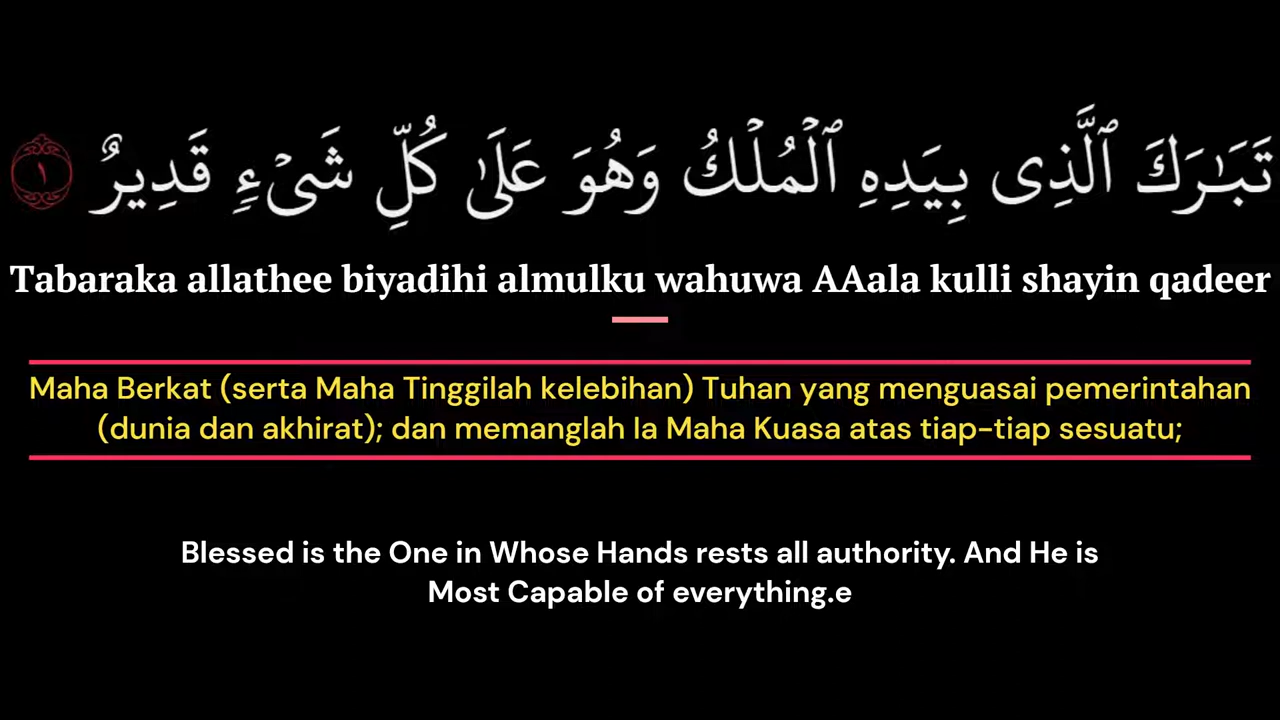 تَبَـٰرَكَ ٱلَّذِى بِيَدِهِ ٱلْمُلْكُ وَهُوَ عَلَىٰ كُلِّ شَىْءٍ قَدِيرٌ ١
Tabaraka allathee biyadihi almulku wahuwa AAala kulli shayin qadeer
Maha Berkat (serta Maha Tinggilah kelebihan) Tuhan yang menguasai pemerintahan
(dunia dan akhirat); dan memanglah Ia Maha Kuasa atas tiap-tiap sesuatu;
Blessed is the One in Whose Hands rests all authority. And He is
Most Capable of everything.e